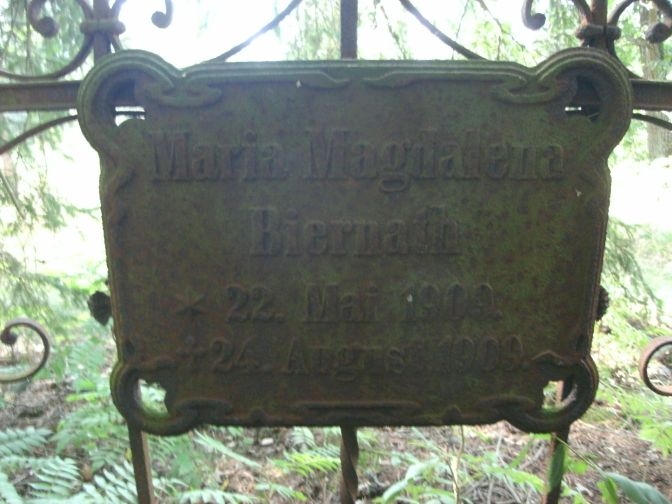 Maria Magdalena
Biernath
* 22. Mai 1909.
+ 24. August 1909.